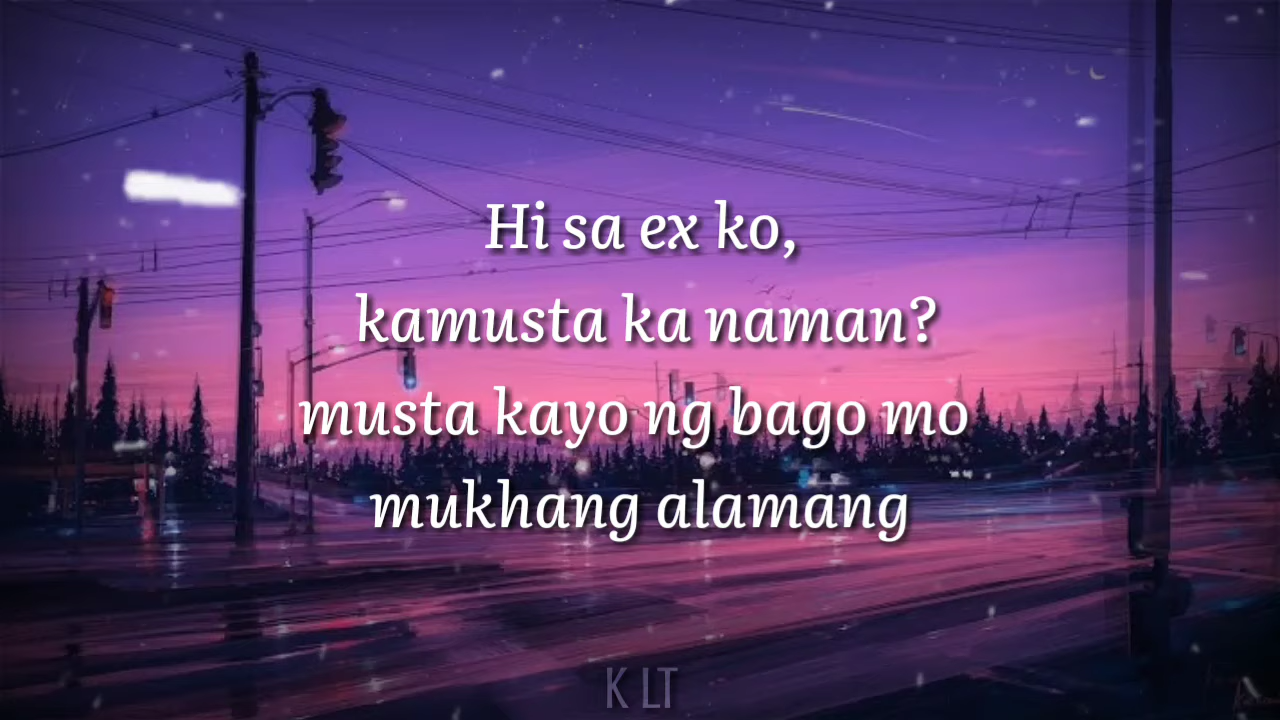 Hi sa ex ko,
kamusta ka naman?
musta kayo ng bago mo
mukhang alamang
K LT